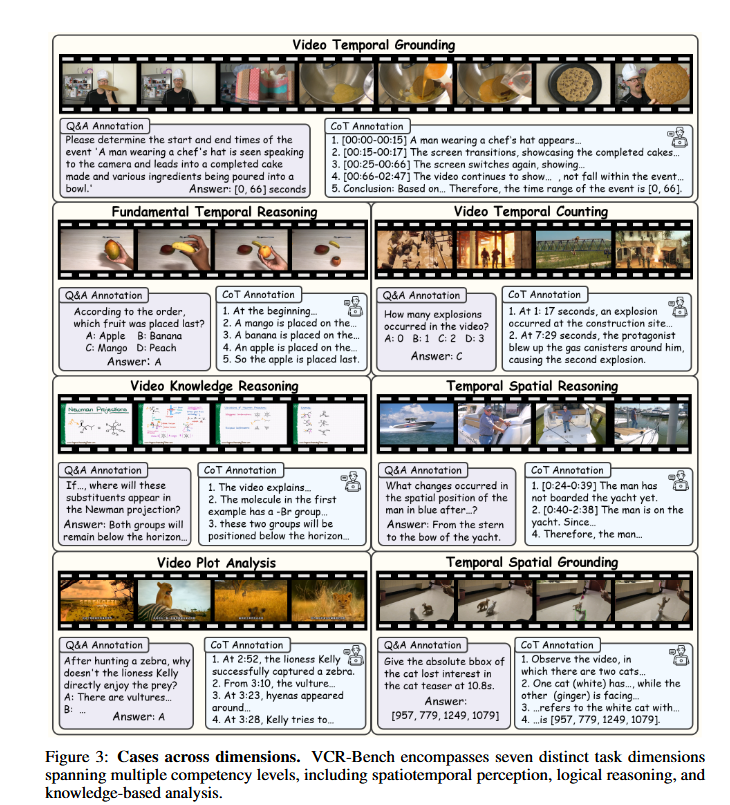 Video Temporal Grounding
Q&A Annotation
Please determine the start and end times of the
event 'A man wearing a chef's hat is seen speaking
to the camera and leads into a completed cake
made and various ingredients being poured into a
bowl.'
Answer: [0, 66] seconds
CoT Annotation
1. [00:00-00:15] A man wearing a chef's hat appears...
2. [00:15-00:17] The screen transitions, showcasing the completed cakes...
3. [00:25-00:66] The screen switches again, showing...
4. [00:66-02:47] The video continues to show... , not fall within the event...
5. Conclusion: Based on... Therefore, the time range of the event is [0, 66].
Fundamental Temporal Reasoning
Q&A Annotation
According to the order,
which fruit was placed last?
A: Apple B: Banana
C: Mango D: Peach
Answer: A
CoT Annotation
1. At the beginning...
2. A mango is placed on the...
3. A banana is placed on the...
4. An apple is placed on the...
5. So the apple is placed last.
Video Temporal Counting
Q&A Annotation
How many explosions
occurred in the video?
A: 0 B: 1 C: 2 D: 3
Answer: C
CoT Annotation
1. At 1: 17 seconds, an explosion
occurred at the construction site...
2. At 7:29 seconds, the protagonist
blew up the gas canisters around him,
causing the second explosion.
Video Knowledge Reasoning
Newman Projections
Q&A Annotation
If..., where will these
substituents appear in
the Newman projection?
Answer: Both groups will
remain below the horizon...
CoT Annotation
1. The video explains...
2. The molecule in the first
example has a -Br group...
3. these two groups will be
positioned below the horizon...
Temporal Spatial Reasoning
Q&A Annotation
What changes occurred in
the spatial position of the
man in blue after...?
Answer: From the stern
to the bow of the yacht.
CoT Annotation
1. [0:24-0:39] The man has
not boarded the yacht yet.
2. [0:40-2:38] The man is on the
yacht. Since...
4. Therefore, the man...
Video Plot Analysis
Q&A Annotation
After hunting a zebra, why
doesn't the lioness Kelly
directly enjoy the prey?
A: There are vultures...
B: ...
Answer: A
CoT Annotation
1. At 2:52, the lioness Kelly
successfully captured a zebra.
2. From 3:10, the vulture...
3. At 3:23, hyenas appeared
around...
4. At 3:28, Kelly tries to...
Temporal Spatial Grounding
Q&A Annotation
Give the absolute bbox of
the cat lost interest in
the cat teaser at 10.8s.
Answer:
[957, 779, 1249, 1079]
CoT Annotation
1. Observe the video, in
which there are two cats...
2. One cat (white) has..., while the
other (ginger) is facing...
3. ...refers to the white cat with...
4. ...is [957, 779, 1249, 1079].
Figure 3: Cases across dimensions. VCR-Bench encompasses seven distinct task dimensions
spanning multiple competency levels, including spatiotemporal perception, logical reasoning, and
knowledge-based analysis.